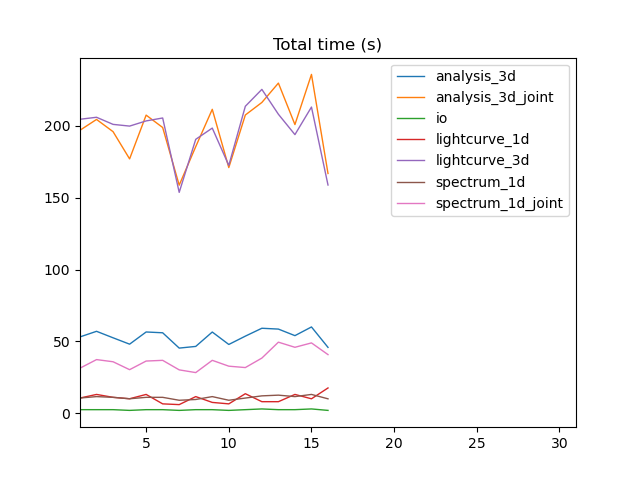 Total time (s)
analysis_3d
analysis_3d_joint
io
lightcurve_1d
lightcurve_3d
spectrum_1d
spectrum_1d_joint
200
150
100
50
0
5 10 15 20 25 30